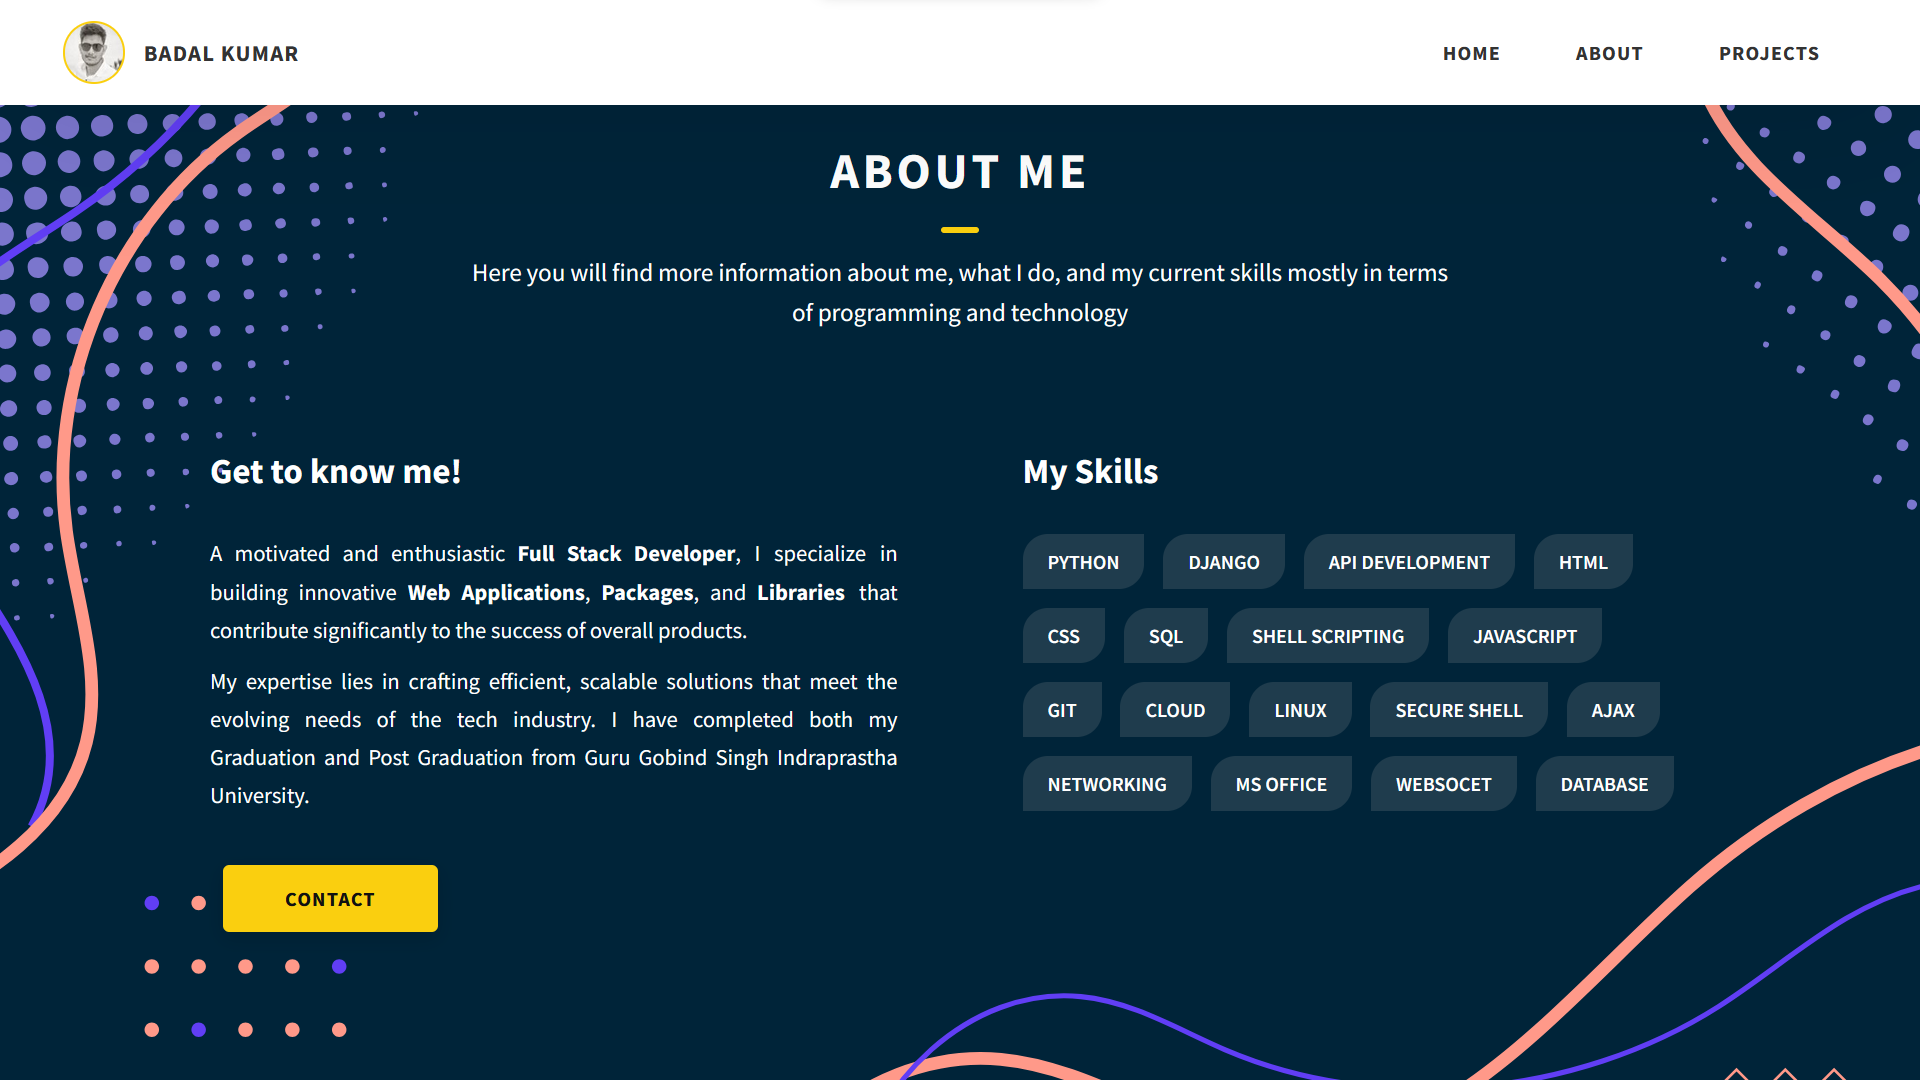 BADAL KUMAR
HOME ABOUT PROJECTS
ABOUT ME
Here you will find more information about me, what I do, and my current skills mostly in terms
of programming and technology
Get to know me!
A motivated and enthusiastic Full Stack Developer, I specialize in
building innovative Web Applications, Packages, and Libraries that
contribute significantly to the success of overall products.
My expertise lies in crafting efficient, scalable solutions that meet the
evolving needs of the tech industry. I have completed both my
Graduation and Post Graduation from Guru Gobind Singh Indraprastha
University.
CONTACT
My Skills
PYTHON DJANGO API DEVELOPMENT HTML
CSS SQL SHELL SCRIPTING JAVASCRIPT
GIT CLOUD LINUX SECURE SHELL AJAX
NETWORKING MS OFFICE WEBSOCET DATABASE